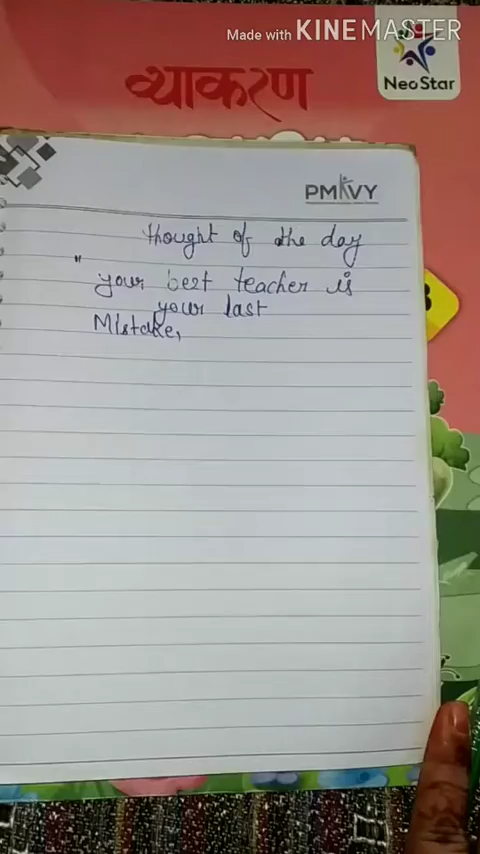 Made with KINEMASTER
NeoStar
व्याकरण
PMKVY
thought of the day
"
your best teacher is
your last
Mistake,